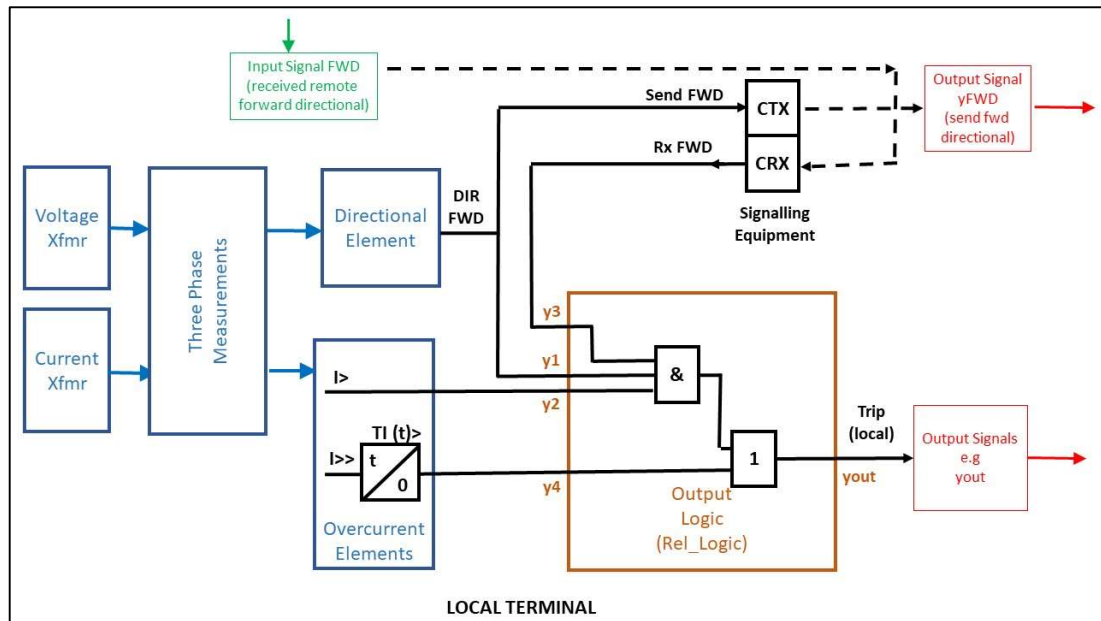 Input Signal FWD
(received remote
forward directional)
Send FWD
CTX
Output Signal
yFWD
(send fwd
directional)
Rx FWD
CRX
Signalling
Equipment
Voltage
Xfmr
Three Phase
Measurements
Directional
Element
DIR
FWD
Current
Xfmr
I>
TI (t)>
I>>
t
0
Overcurrent
Elements
y3
y1
y2
y4
&
1
Output
Logic
(Rel_Logic)
Trip
(local)
yout
Output Signals
e.g
yout
LOCAL TERMINAL